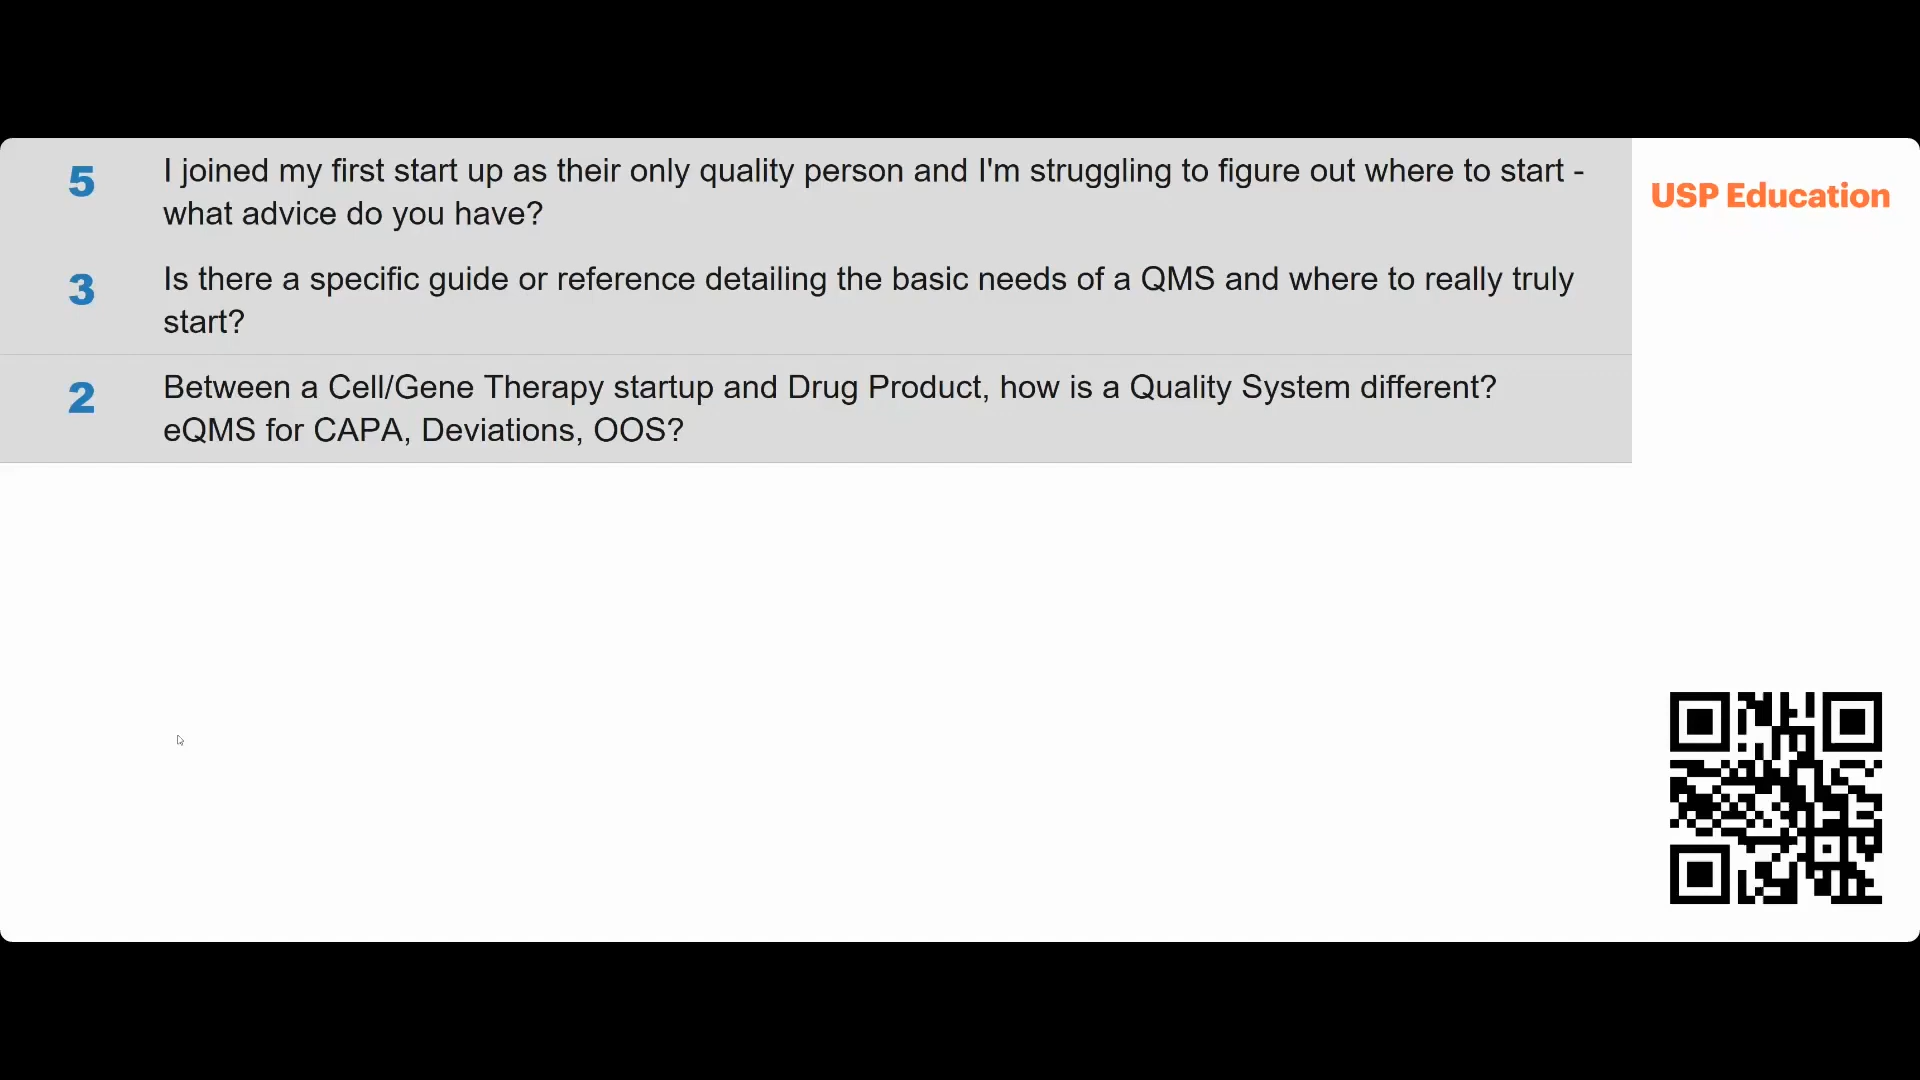 5
I joined my first start up as their only quality person and I'm struggling to figure out where to start -
what advice do you have?
USP Education
3
Is there a specific guide or reference detailing the basic needs of a QMS and where to really truly
start?
2
Between a Cell/Gene Therapy startup and Drug Product, how is a Quality System different?
eQMS for CAPA, Deviations, OOS?